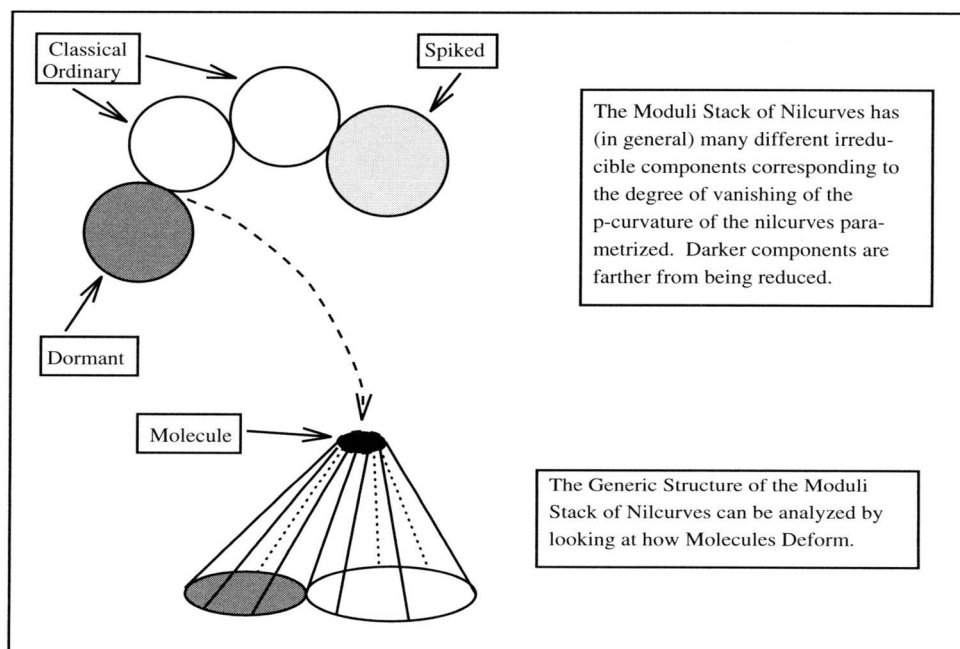 Classical
Ordinary
Spiked
The Moduli Stack of Nilcurves has
(in general) many different irredu-
cible components corresponding to
the degree of vanishing of the
p-curvature of the nilcurves para-
metrized. Darker components are
farther from being reduced.
Dormant
Molecule
The Generic Structure of the Moduli
Stack of Nilcurves can be analyzed by
looking at how Molecules Deform.